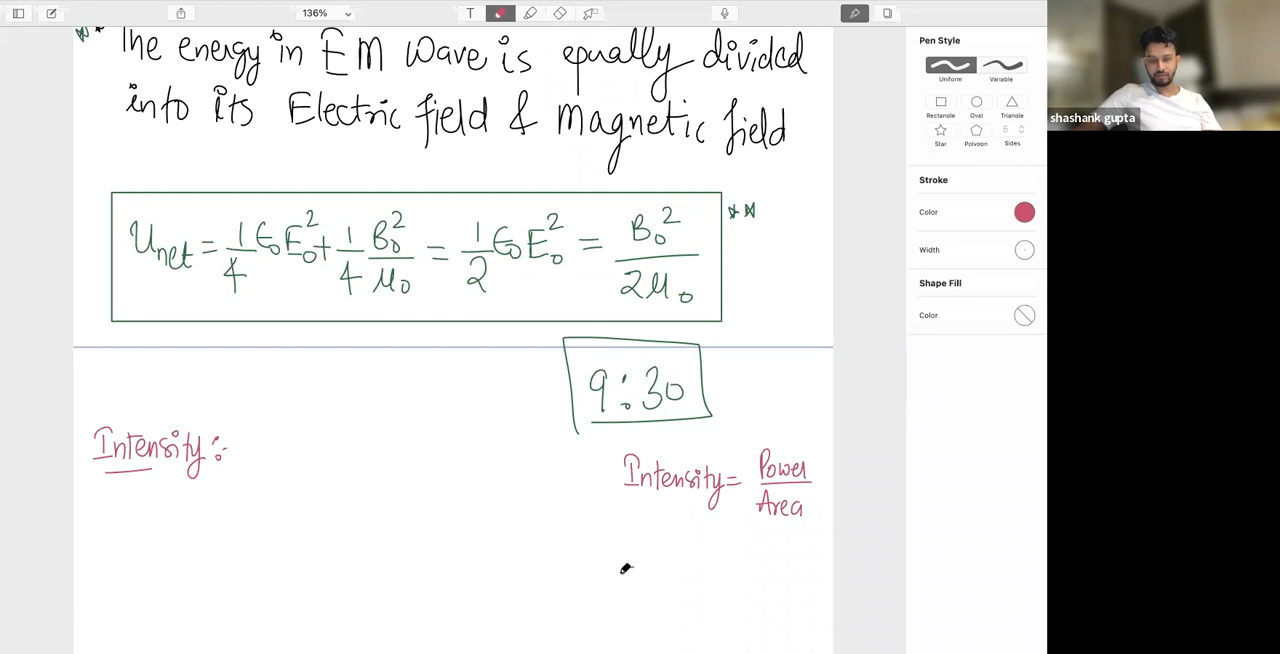 136%
T
Pen Style
Uniform
Variable
Rectangle
Oval
Triangle
Star
Polygon
5
Sides
Stroke
Color
Width
Shape Fill
Color
shashank gupta
** The energy in EM Wave is equally divided
into its Electric field & Magnetic field
Unet = 1/4 ϵ₀E₀² + 1/4 B₀²/μ₀ = 1/2 ϵ₀E₀² = B₀²/2μ₀ **
9:30
Intensity :-
Intensity = Power/Area